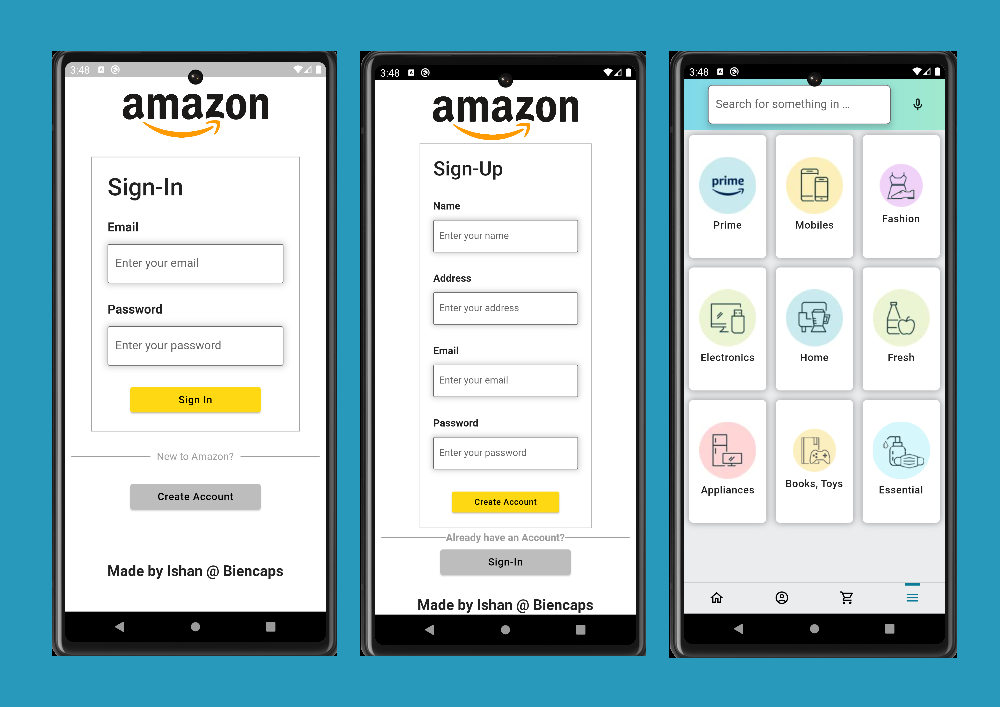 3:48
amazon
Sign-In
Email
Enter your email
Password
Enter your password
Sign In
New to Amazon?
Create Account
Made by Ishan @ Biencaps
3:48
amazon
Sign-Up
Name
Enter your name
Address
Enter your address
Email
Enter your email
Password
Enter your password
Create Account
Already have an Account?
Sign-In
Made by Ishan @ Biencaps
3:48
Search for something in ...
prime
Prime
Mobiles
Fashion
Electronics
Home
Fresh
Appliances
Books, Toys
Essential